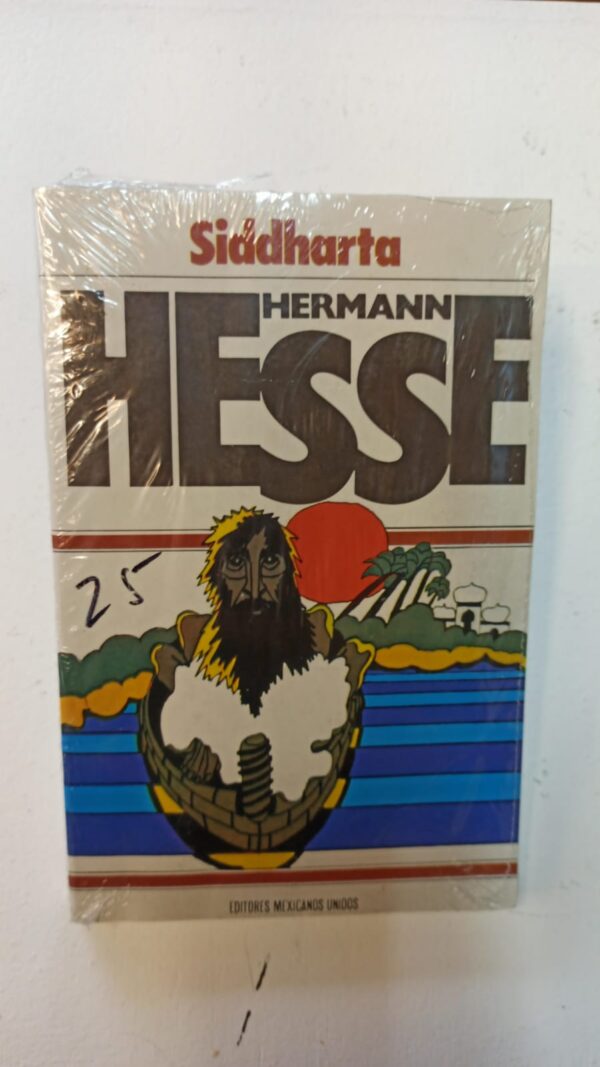 Siddharta
HERMANN
HESSE
25
EDITORES MEXICANOS UNIDOS